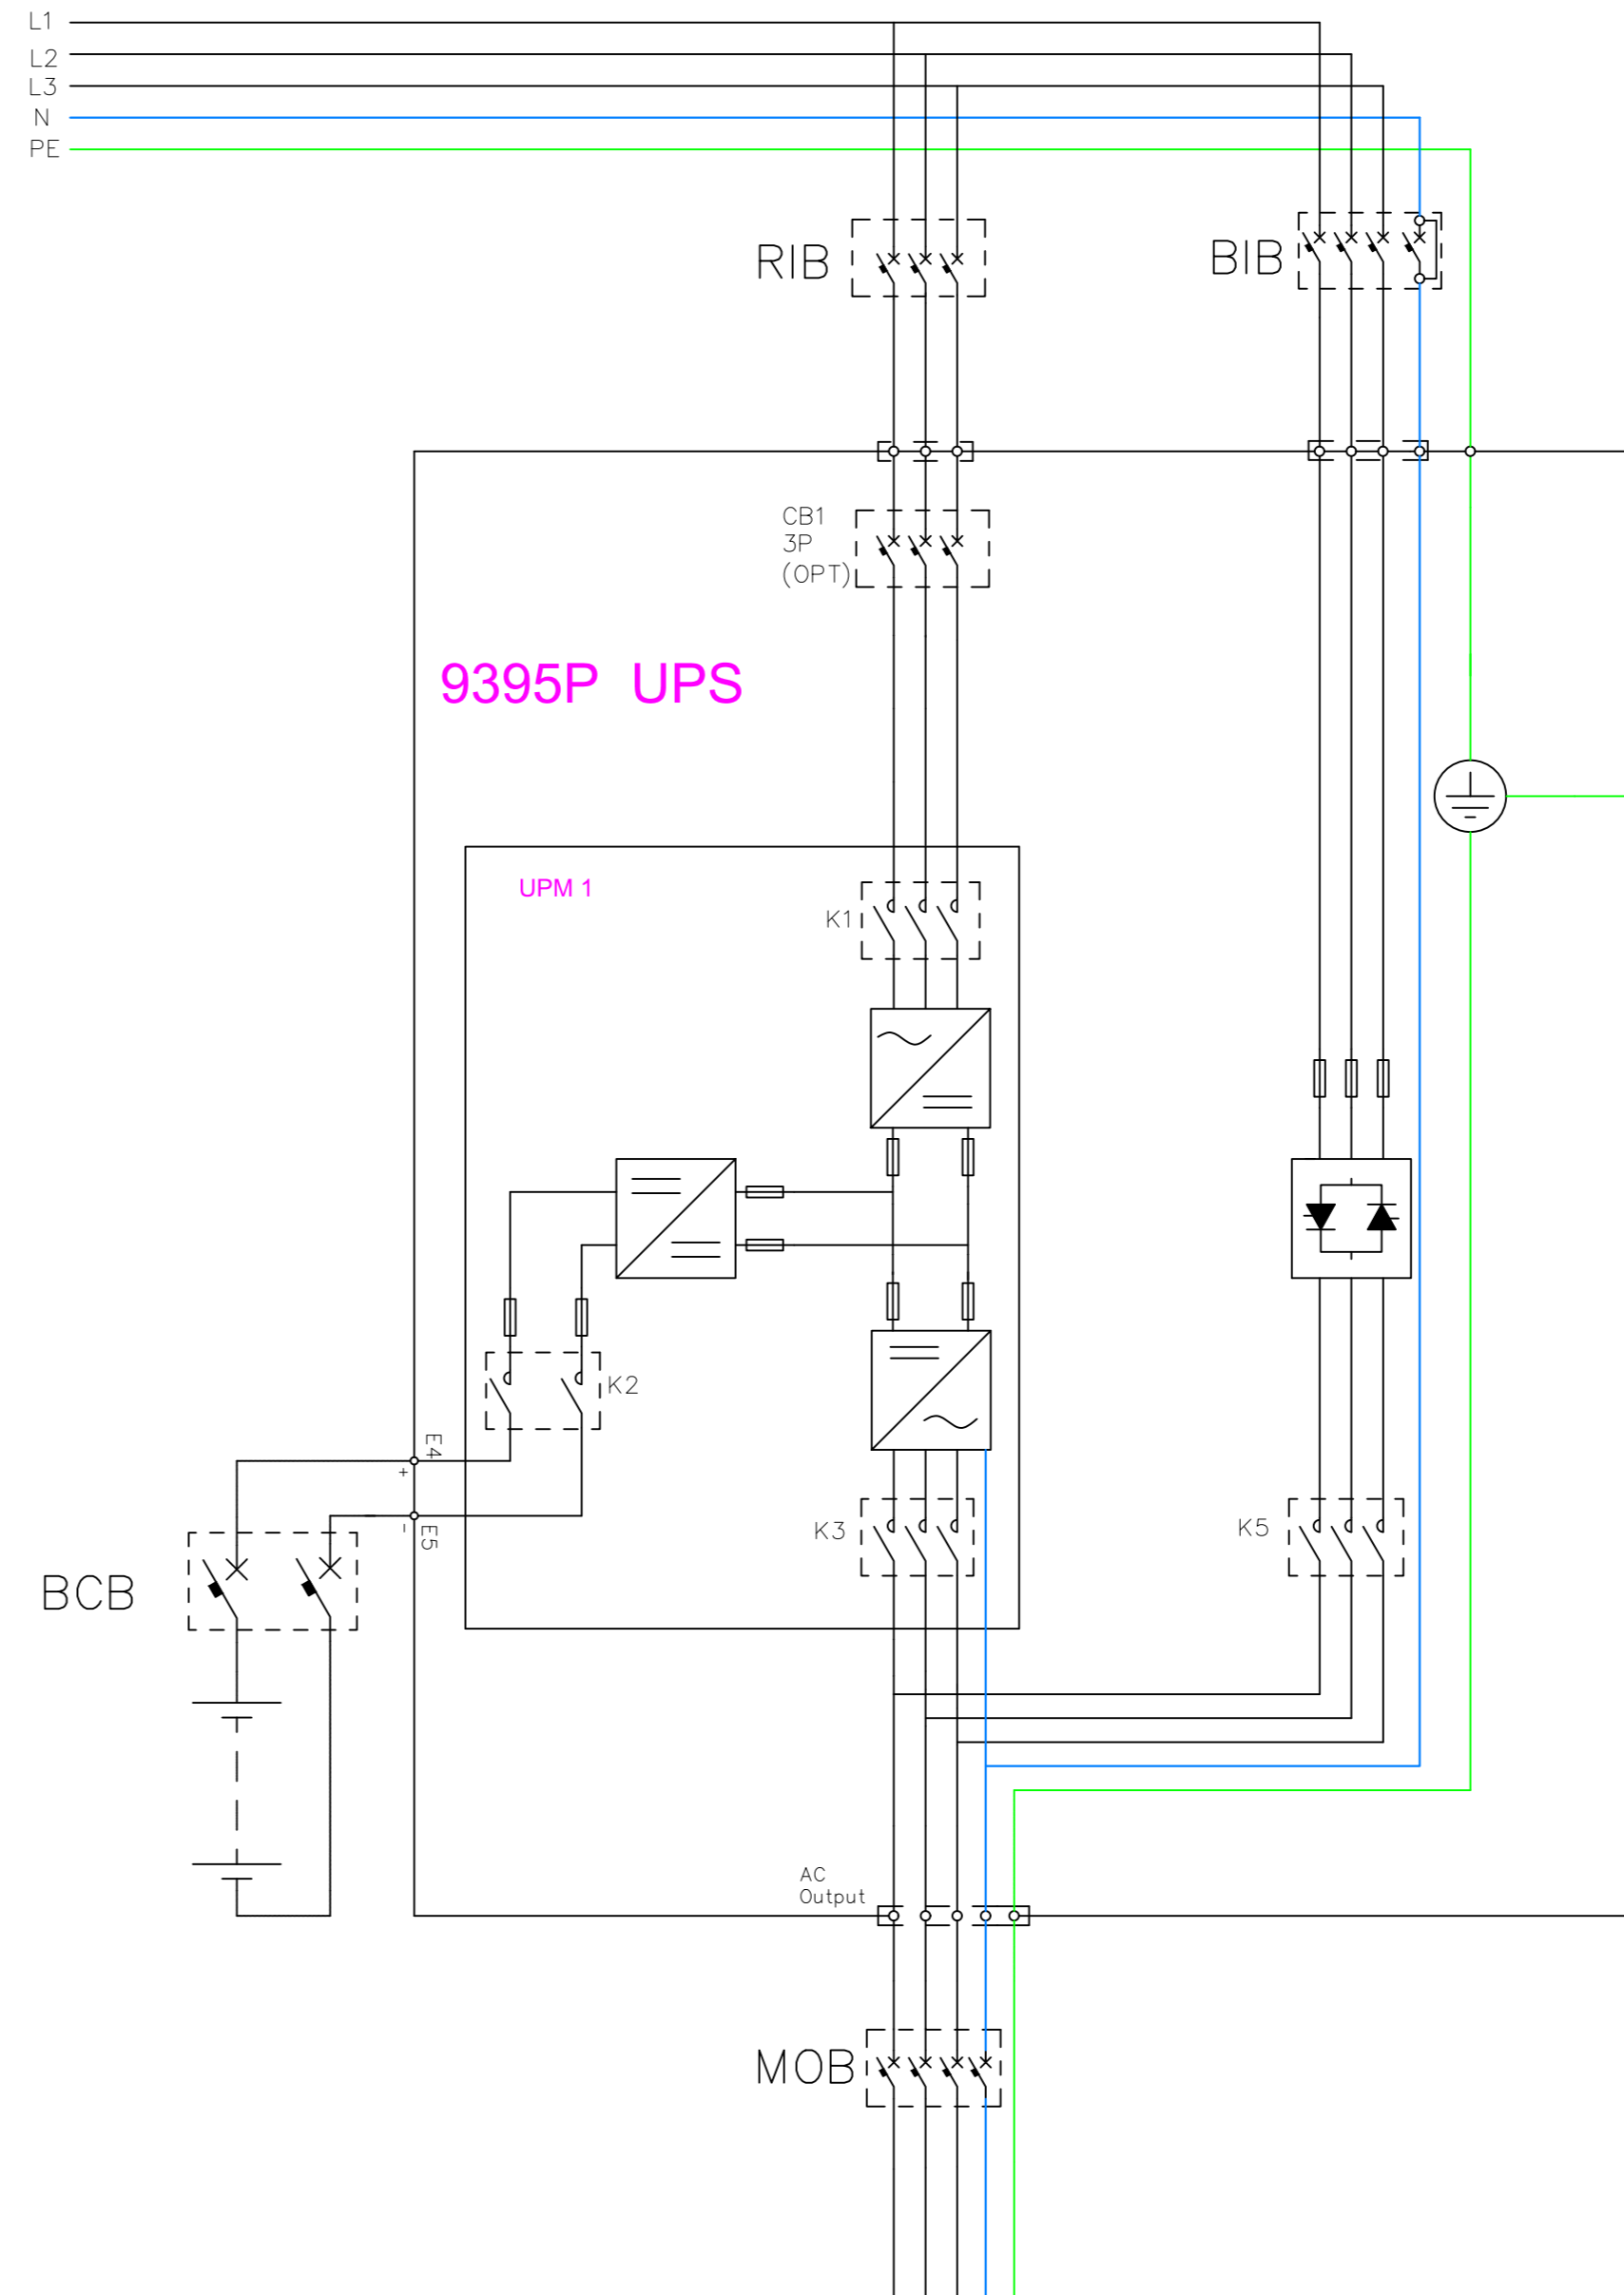 L1
L2
L3
N
PE
RIB
BIB
CB1
3P
(OPT)
9395P UPS
UPM 1
K1
K2
E4
+
-
E5
K3
K5
BCB
AC
Output
MOB